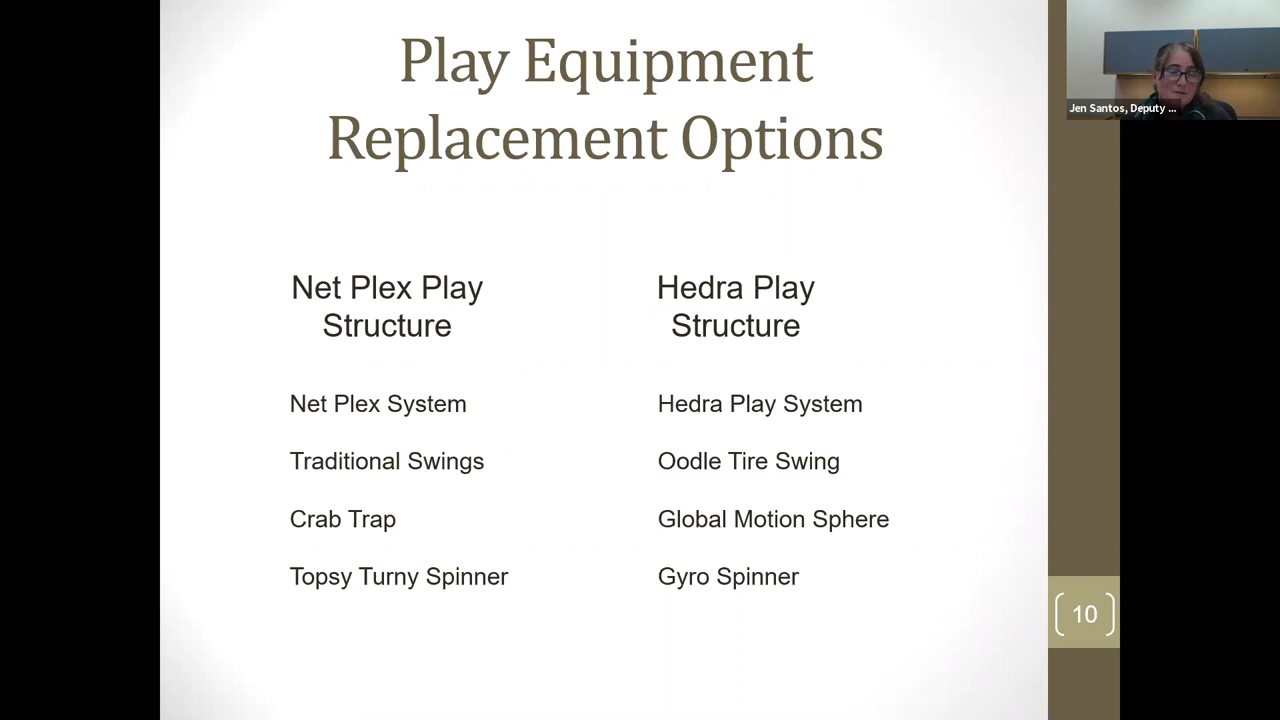 Play Equipment
Replacement Options
Jen Santos, Deputy ...
Net Plex Play
Structure
Hedra Play
Structure
Net Plex System
Traditional Swings
Crab Trap
Topsy Turny Spinner
Hedra Play System
Oodle Tire Swing
Global Motion Sphere
Gyro Spinner
10